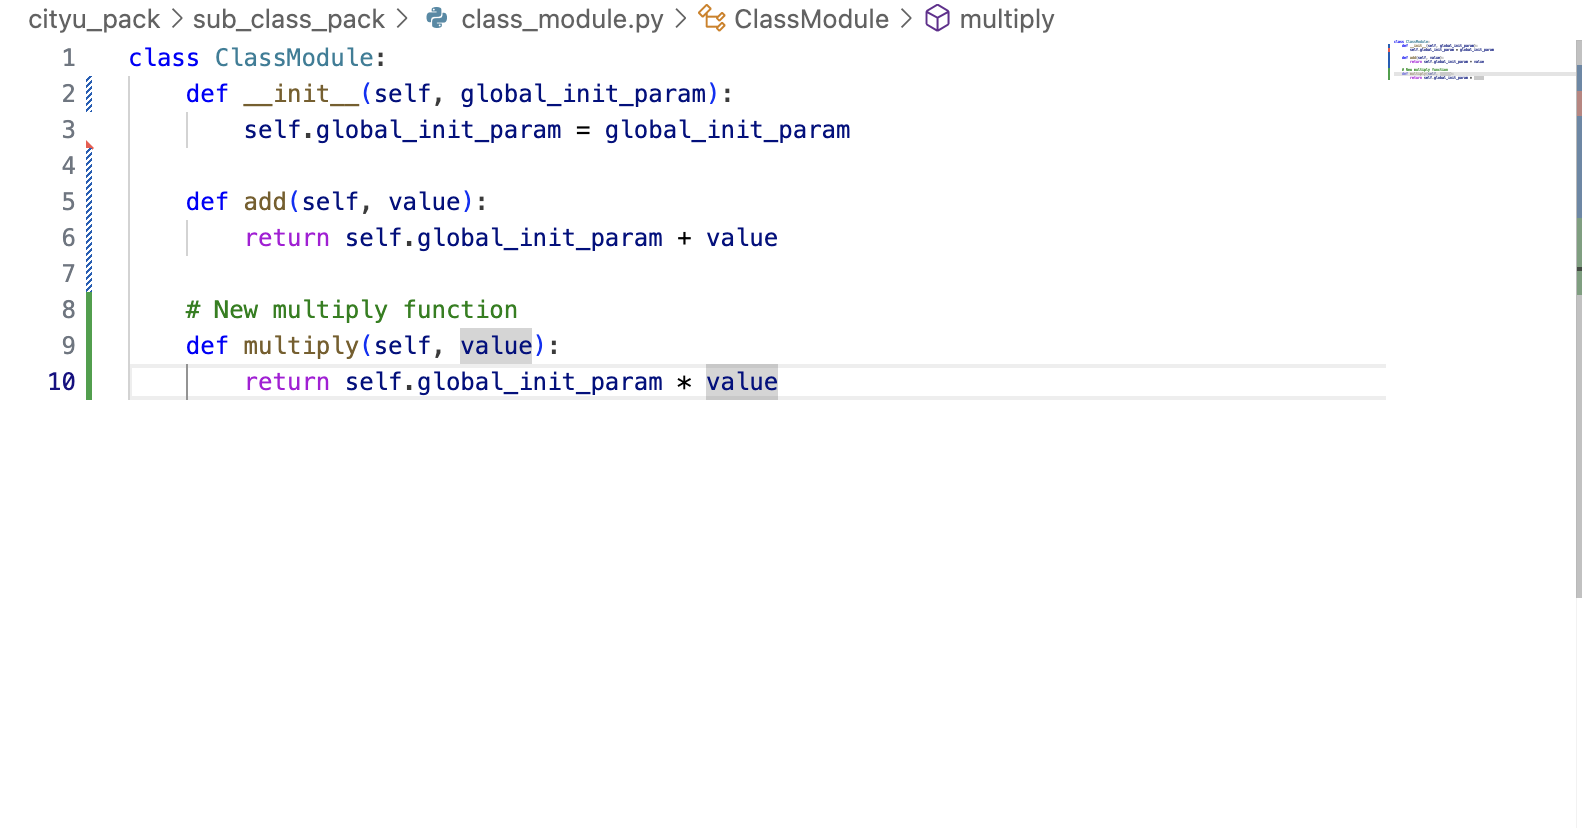 cityu_pack > sub_class_pack > class_module.py > ClassModule > multiply
1 class ClassModule:
2     def __init__(self, global_init_param):
3         self.global_init_param = global_init_param
4
5     def add(self, value):
6         return self.global_init_param + value
7
8     # New multiply function
9     def multiply(self, value):
10         return self.global_init_param * value